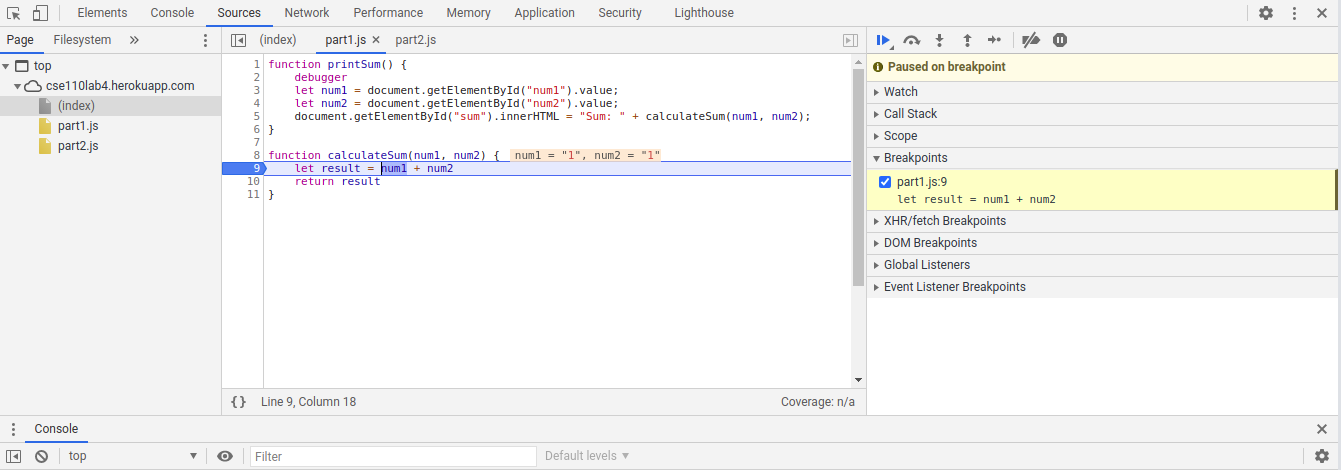 Elements Console Sources Network Performance Memory Application Security Lighthouse
Page Filesystem »
(index) part1.js × part2.js
top
cse110lab4.herokuapp.com
(index)
part1.js
part2.js
1 function printSum() {
2 debugger
3 let num1 = document.getElementById("num1").value;
4 let num2 = document.getElementById("num2").value;
5 document.getElementById("sum").innerHTML = "Sum: " + calculateSum(num1, num2);
6 }
7
8 function calculateSum(num1, num2) { num1 = "1", num2 = "1"
9 let result = num1 + num2
10 return result
11 }
{} Line 9, Column 18 Coverage: n/a
Paused on breakpoint
Watch
Call Stack
Scope
Breakpoints
part1.js:9
let result = num1 + num2
XHR/fetch Breakpoints
DOM Breakpoints
Global Listeners
Event Listener Breakpoints
Console
top Filter Default levels